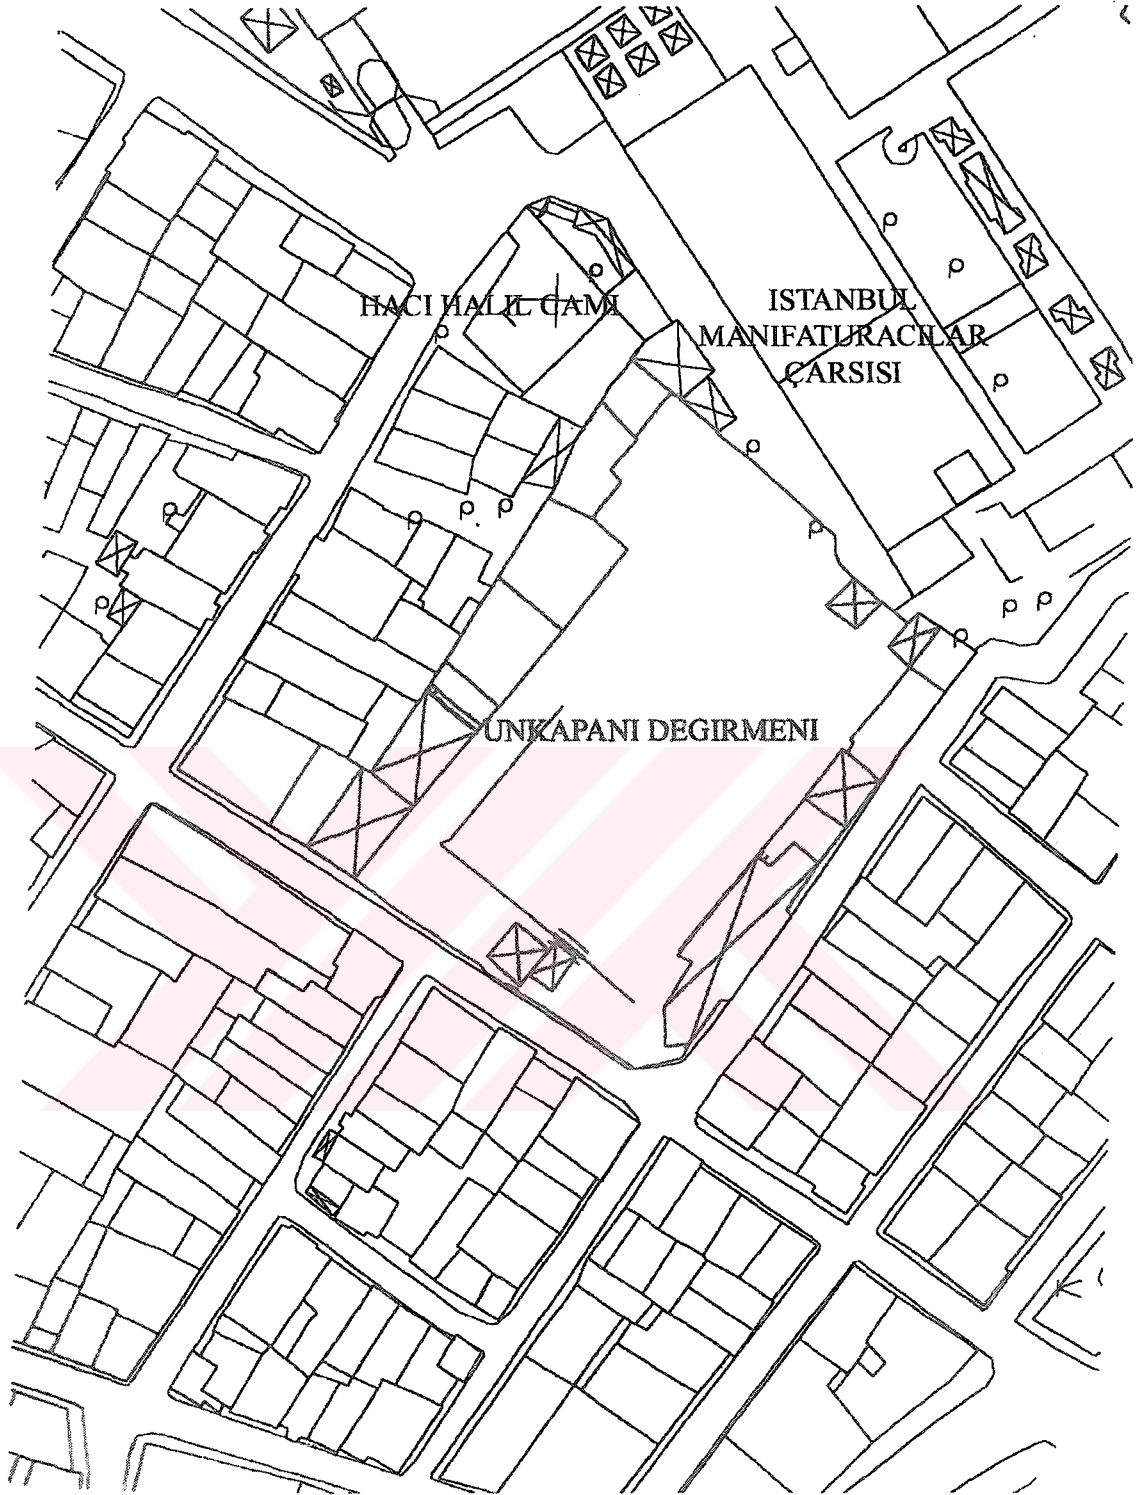 HACI HALIL CAMI
ISTANBUL
MANIFATURACILAR
ÇARSISI
UNKAPANI DEGIRMENI